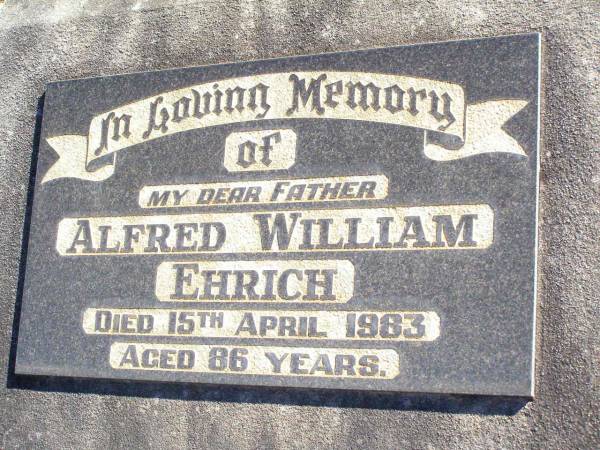 In Loving Memory
of
MY DEAR FATHER
ALFRED WILLIAM
EHRICH
DIED 15TH APRIL 1983
AGED 86 YEARS.